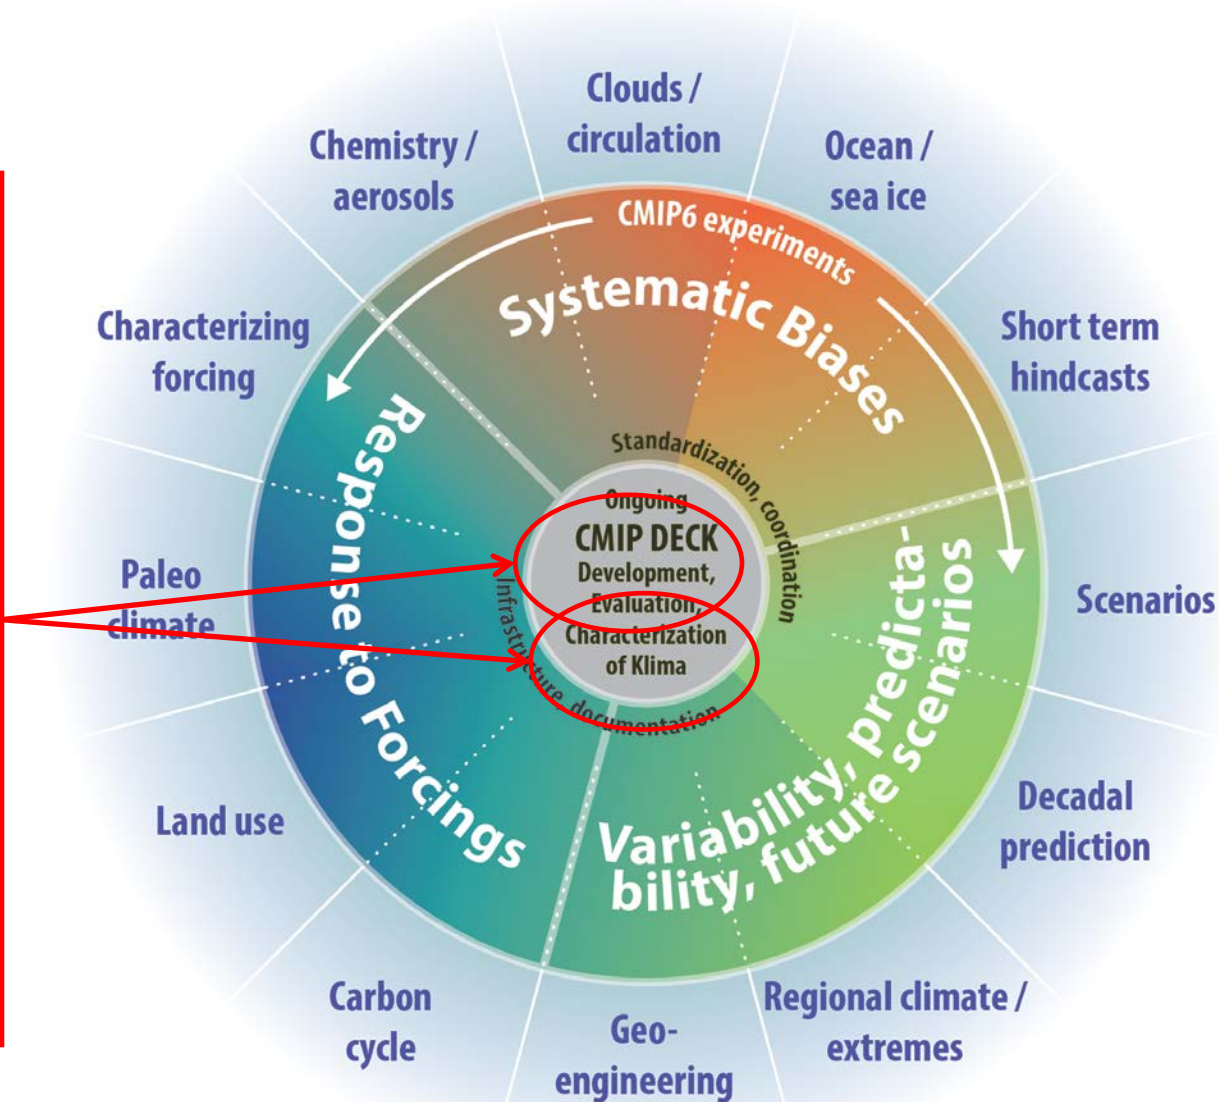 Clouds /
circulation
Ocean /
sea ice
Short term
hindcasts
Scenarios
Decadal
prediction
Regional climate /
extremes
Geo-
engineering
Carbon
cycle
Land use
Paleo
climate
Characterizing
forcing
Chemistry /
aerosols
CMIP6 experiments
Systematic Biases
Variability, predicta-
bility, future scenarios
Response to Forcings
Standardization, coordination
Infrastructure, documentation
Ongoing
CMIP DECK
Development,
Evaluation,
Characterization
of Klima